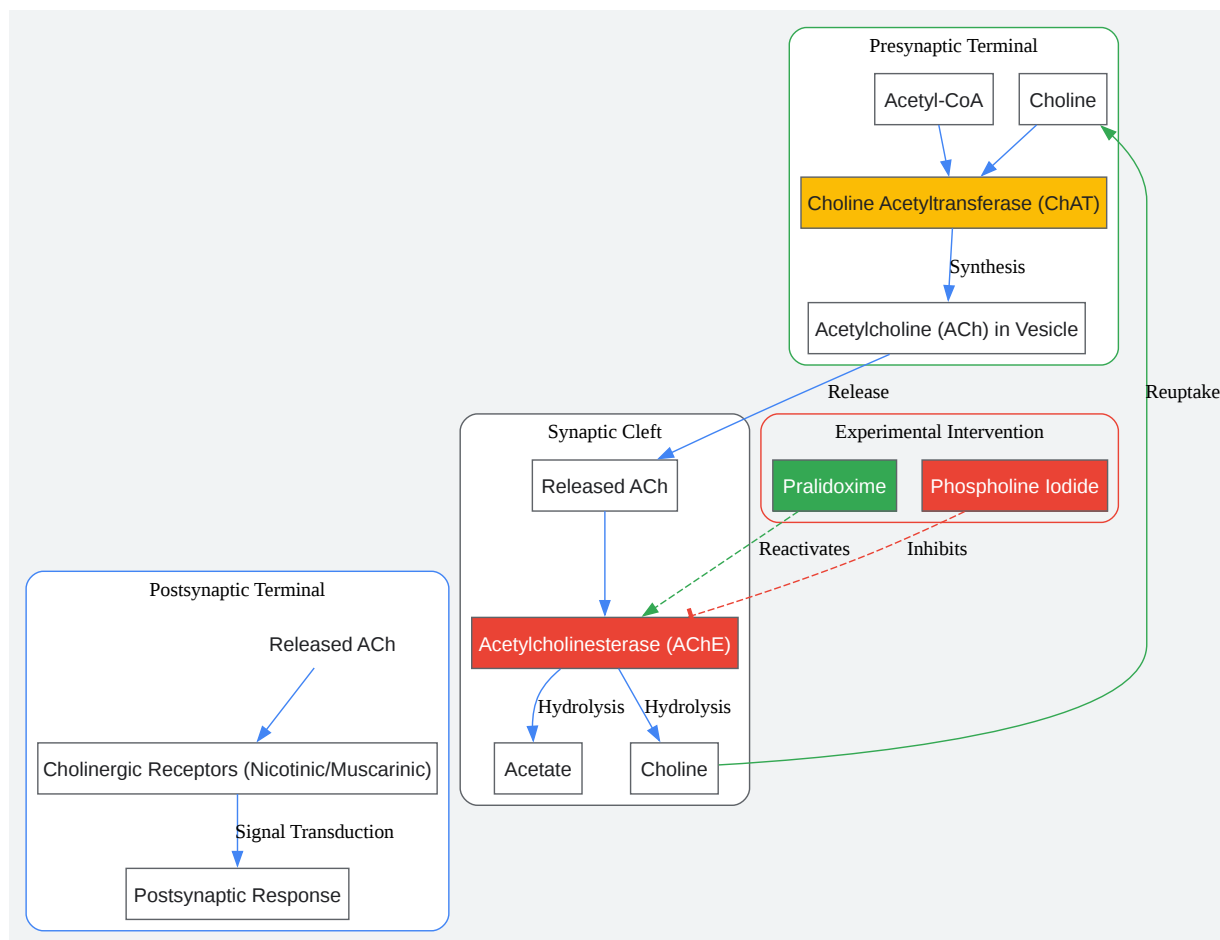 Presynaptic Terminal
Acetyl-CoA
Choline
Choline Acetyltransferase (ChAT)
Synthesis
Acetylcholine (ACh) in Vesicle
Release
Reuptake
Synaptic Cleft
Experimental Intervention
Released ACh
Pralidoxime
Phospholine Iodide
Reactivates
Inhibits
Acetylcholinesterase (AChE)
Hydrolysis
Hydrolysis
Acetate
Choline
Postsynaptic Terminal
Released ACh
Cholinergic Receptors (Nicotinic/Muscarinic)
Signal Transduction
Postsynaptic Response